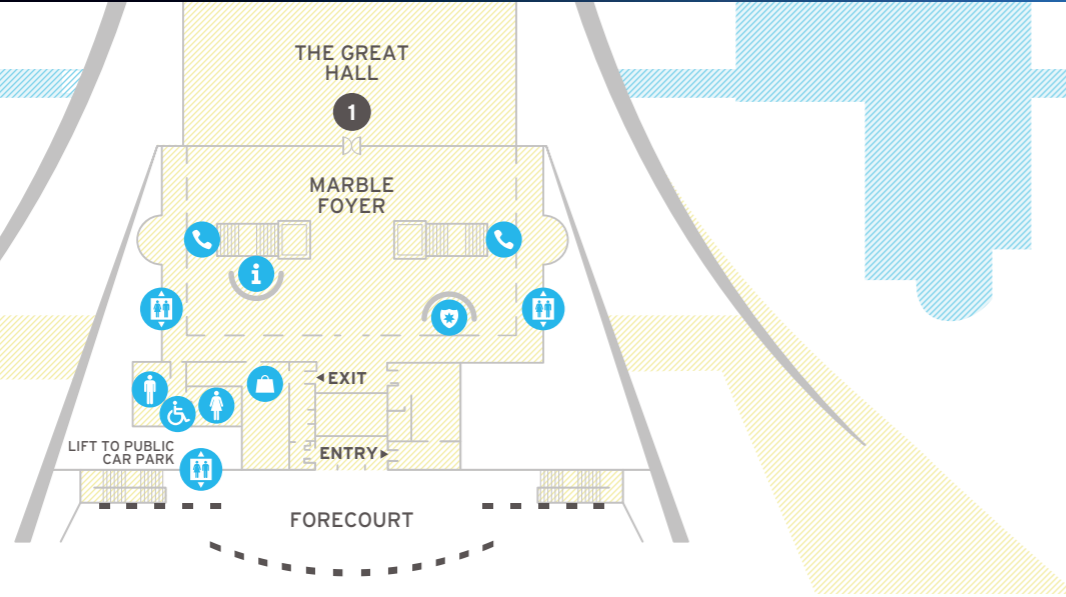 THE GREAT
HALL
1
MARBLE
FOYER
i
EXIT
LIFT TO PUBLIC
CAR PARK
ENTRY
FORECOURT